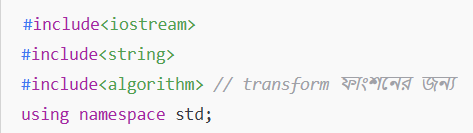 #include<iostream>
#include<string>
#include<algorithm> // transform ফাংশনের জন্য
using namespace std;